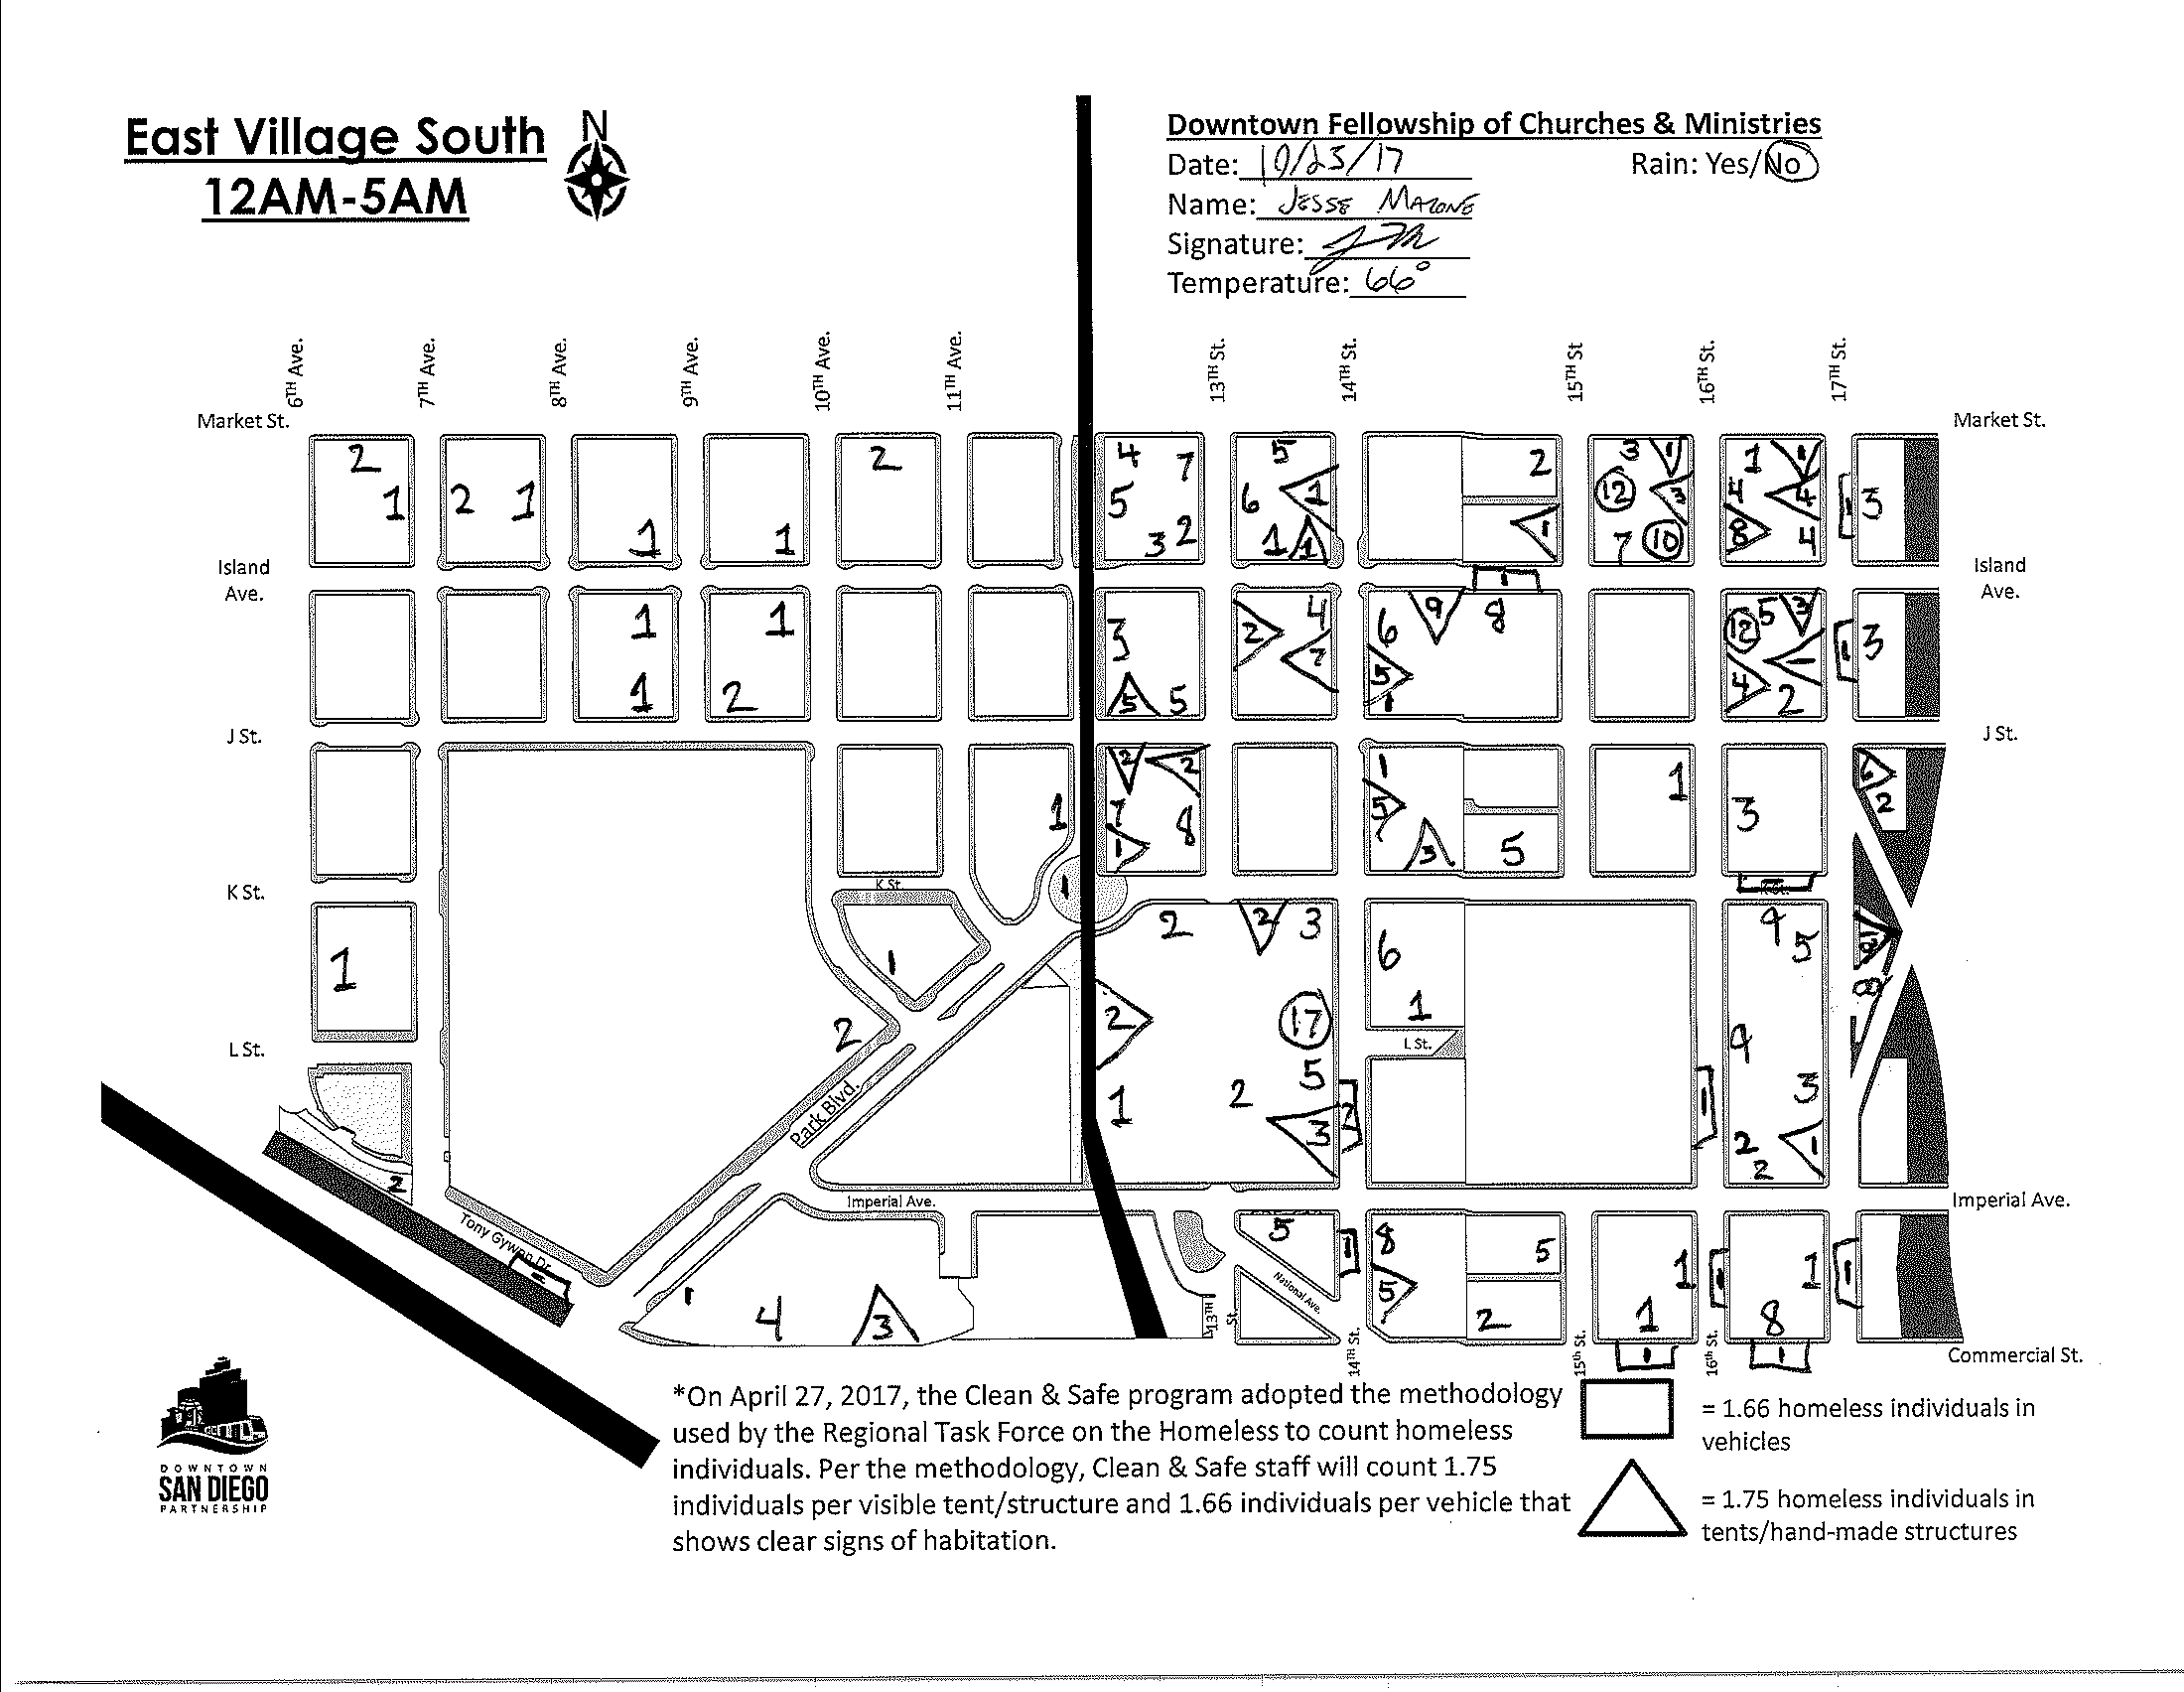 East Village South
12AM-5AM
N
Downtown Fellowship of Churches & Ministries
Date: 10/23/17
Rain: Yes/No
Name: JESSE MAZONE
Signature:
Temperature: 66°
6TH Ave.
7TH Ave.
8TH Ave.
9TH Ave.
10TH Ave.
11TH Ave.
13TH St.
14TH St.
15TH St
16TH St.
17TH St.
Market St.
Market St.
2 2 4 7 5 2 3 1 1 1
1 2 1 5 6 1 12 3 4 4 3
1 1 3 2 1 1 1 7 10 8 4
Island
Ave.
Island
Ave.
1
1 1 3 2 4 2 6 9 8 12 5 3 1 3
1 2 5 5 5 1 4 2
J St.
J St.
2 2 1 1 6
1 7 8 5 3 5 3 2
1
K St.
K St.
K St.
1
2 2 3 6 9 5 12
1 1 2 17 1 8
2
L St.
L St.
5 9
1 2 3 2 1 3
2 2 1
2
Park Blvd.
Imperial Ave.
Imperial Ave.
Tony Gywnn Dr.
1
5 1 8 5 1 1 1 1
1 4 3 5 2 1 8
National Ave.
13TH
St.
14TH St.
15th St.
16th St.
1 1
Commercial St.
DOWNTOWN
SAN DIEGO
PARTNERSHIP
*On April 27, 2017, the Clean & Safe program adopted the methodology
used by the Regional Task Force on the Homeless to count homeless
individuals. Per the methodology, Clean & Safe staff will count 1.75
individuals per visible tent/structure and 1.66 individuals per vehicle that
shows clear signs of habitation.
= 1.66 homeless individuals in
vehicles
= 1.75 homeless individuals in
tents/hand-made structures